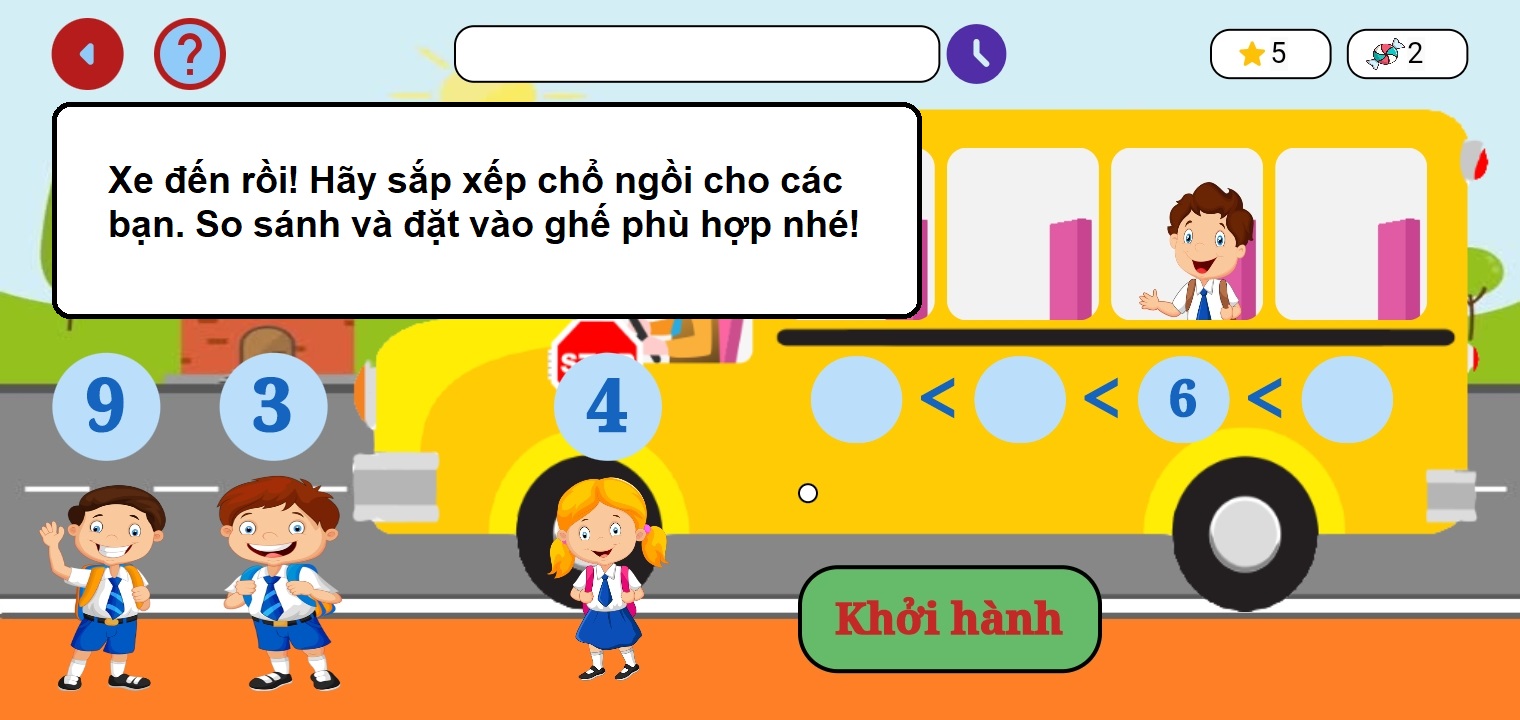 ?
5
2
Xe đến rồi! Hãy sắp xếp chổ ngồi cho các
bạn. So sánh và đặt vào ghế phù hợp nhé!
9
3
4
< < 6 <
Khởi hành